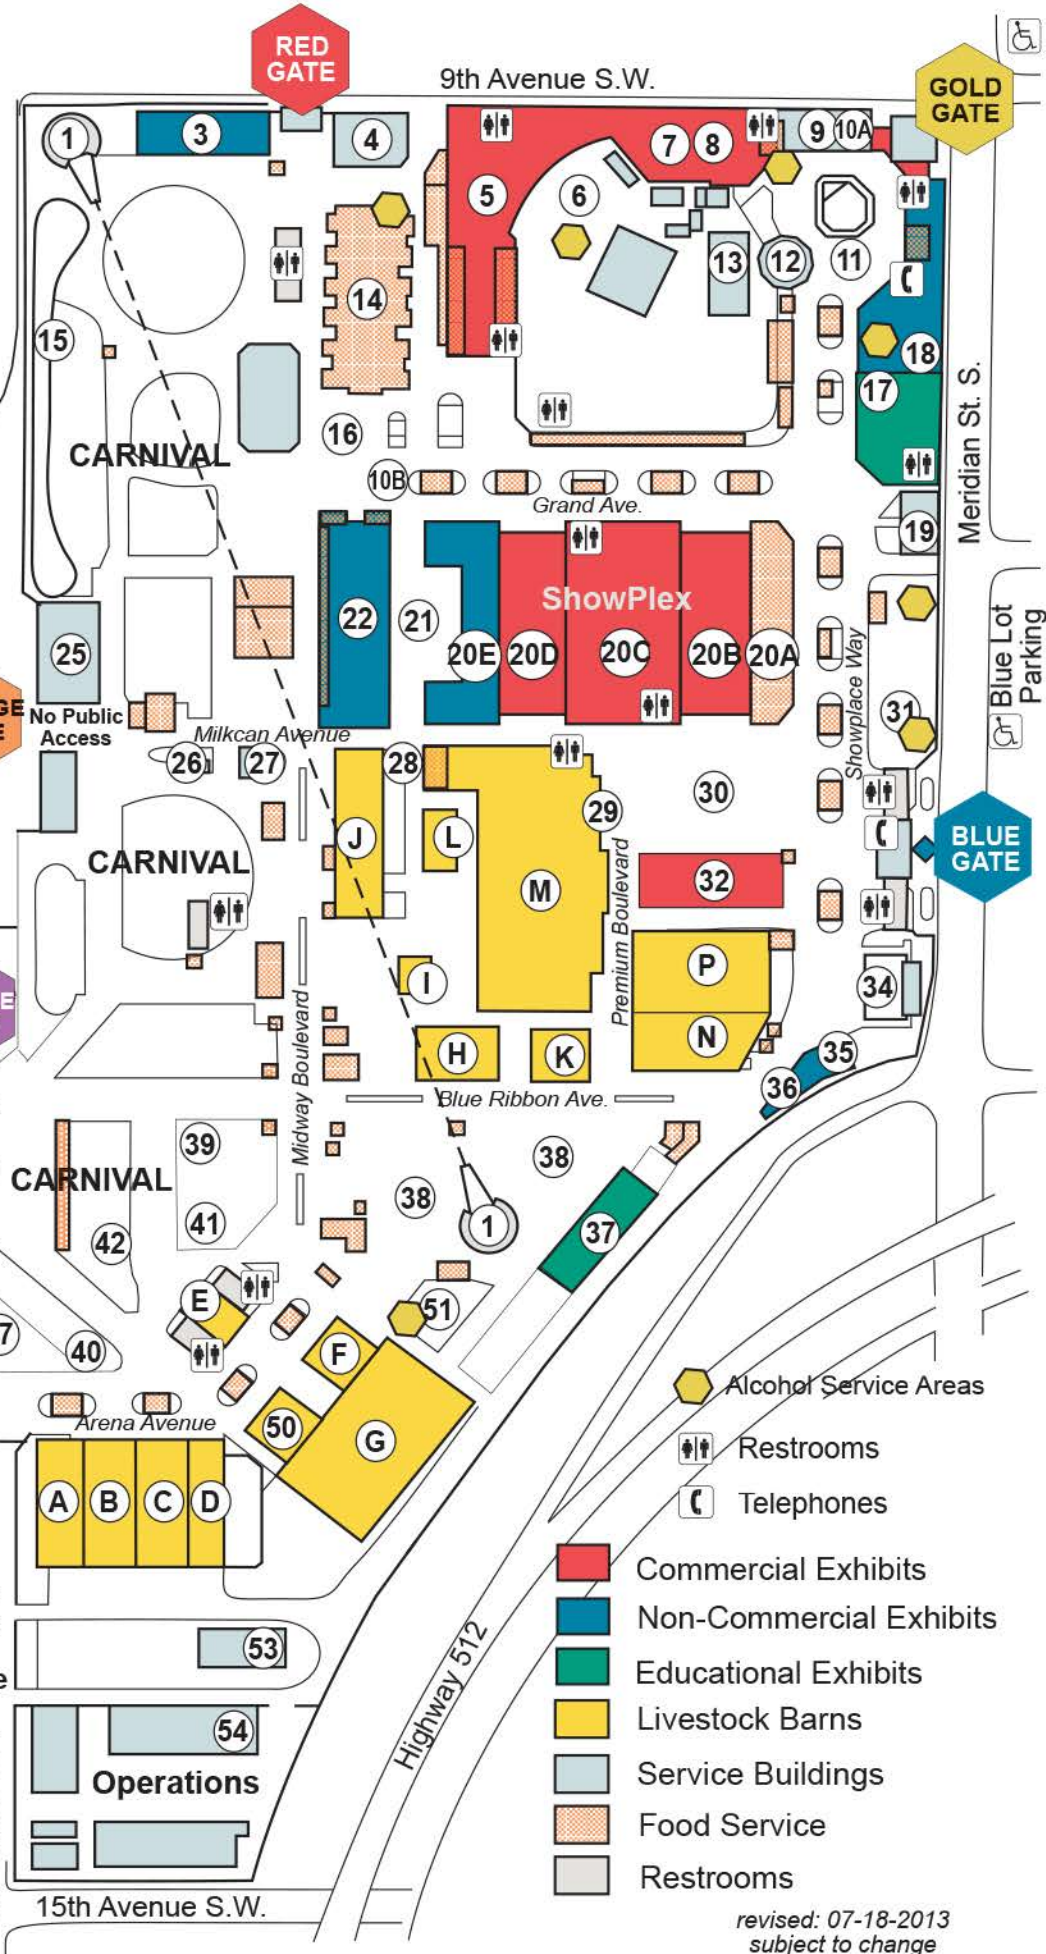 RED
GATE
9th Avenue S.W.
GOLD
GATE
1
3
4
5
6
7
8
9
10A
11
12
13
14
15
16
17
18
CARNIVAL
10B
Grand Ave.
Meridian St. S.
19
22
21
ShowPlex
20E
20D
20C
20B
20A
25
Showplace Way
Blue Lot
Parking
GE
E
No Public
Access
Milkcan Avenue
31
26
27
28
29
30
J
L
M
CARNIVAL
BLUE
GATE
32
Premium Boulevard
E
I
P
34
H
K
N
35
36
Midway Boulevard
Blue Ribbon Ave.
39
38
CARNIVAL
38
41
42
1
37
E
51
7
40
F
Alcohol Service Areas
Arena Avenue
50
G
Restrooms
A
B
C
D
Telephones
Commercial Exhibits
Non-Commercial Exhibits
53
Educational Exhibits
e
Highway 512
54
Livestock Barns
Operations
Service Buildings
Food Service
Restrooms
15th Avenue S.W.
revised: 07-18-2013
subject to change